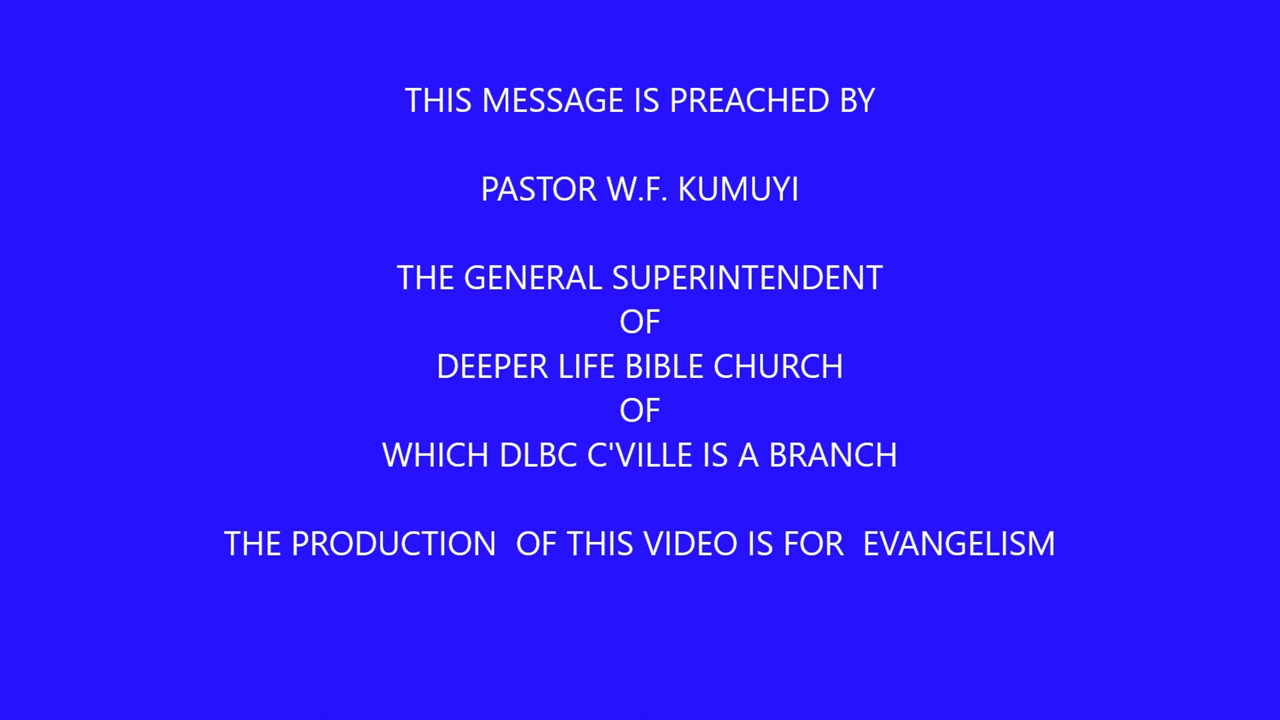 THIS MESSAGE IS PREACHED BY
PASTOR W.F. KUMUYI
THE GENERAL SUPERINTENDENT
OF
DEEPER LIFE BIBLE CHURCH
OF
WHICH DLBC C'VILLE IS A BRANCH
THE PRODUCTION  OF THIS VIDEO IS FOR  EVANGELISM